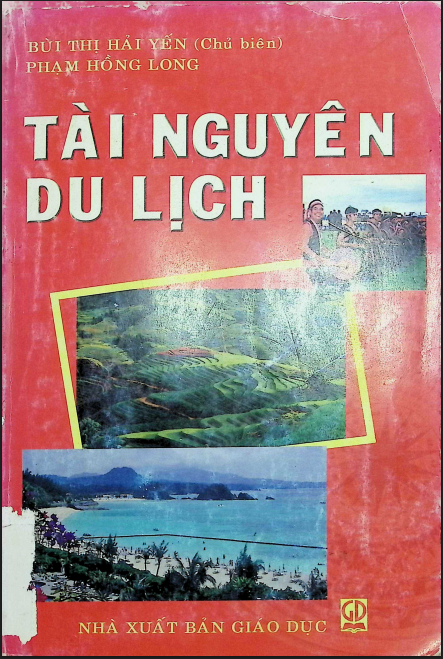 BÙI THỊ HẢI YẾN (Chủ biên)
PHẠM HỒNG LONG
TÀI NGUYÊN
DU LỊCH
GD
NHÀ XUẤT BẢN GIÁO DỤC